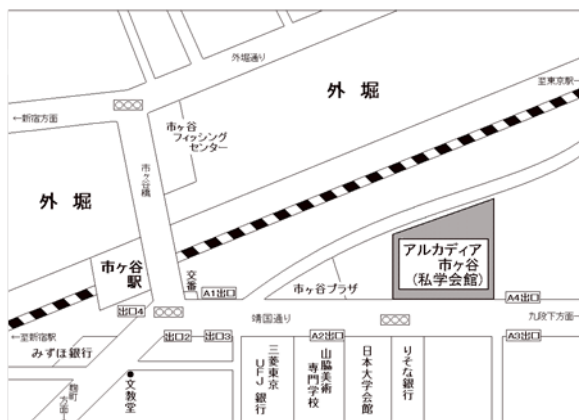 外堀通り
外 堀
至東京駅→
←新宿方面
市ヶ谷
フィッシング
センター
市ヶ谷橋
外 堀
アルカディア
市ヶ谷
(私学会館)
市ヶ谷
駅
交番
A1出口
市ヶ谷プラザ
A4出口
出口4
靖国通り
九段下方面→
←至新宿駅
みずほ銀行
出口2
出口3
A2出口
A3出口
麹町
方面→
文教堂
三菱東京
UFJ銀行
山脇美術
専門学校
日本大学会館
りそな銀行